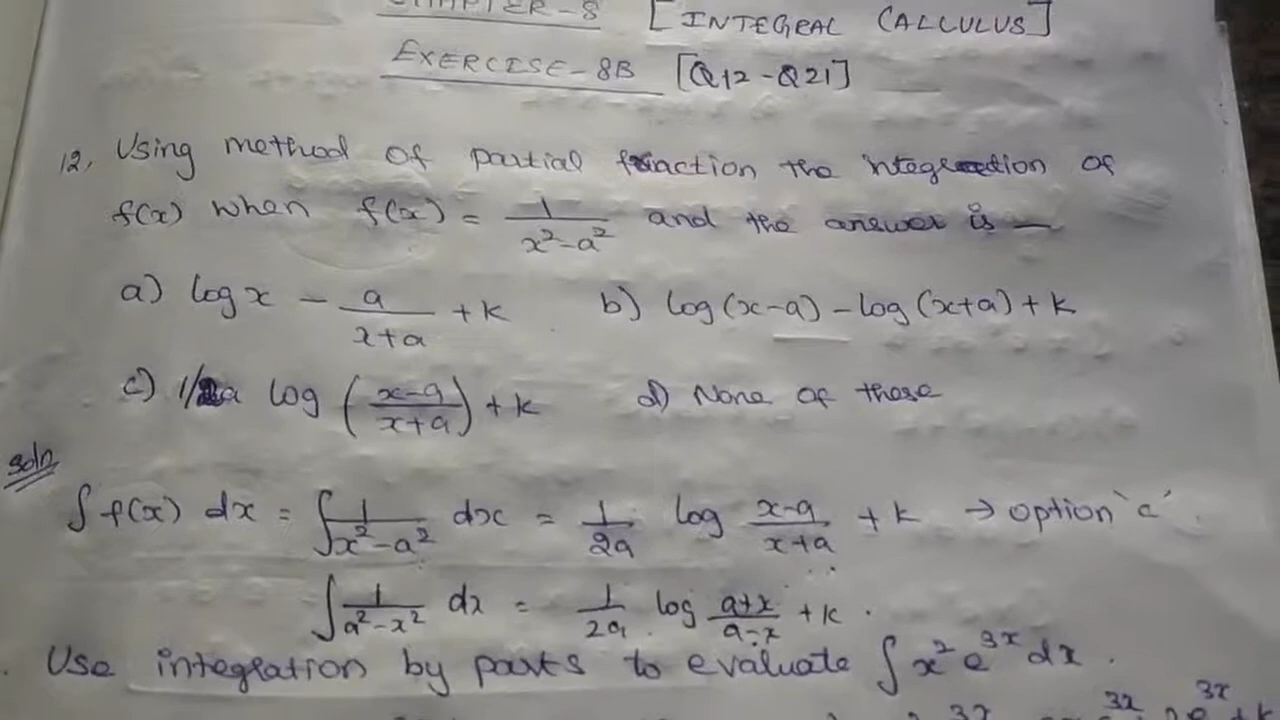 CHAPTER-8 [INTEGRAL CALCULUS]
EXERCISE-8B [Q12-Q21]
12, Using method of partial fraction the integration of
f(x) when f(x) = 1/(x²-a²) and the answer is —
a) log x - a/(x+a) + k b) log(x-a) - log(x+a) + k
c) 1/2a log ((x-a)/(x+a)) + k d) None of these
Soln
∫f(x) dx = ∫1/(x²-a²) dx = 1/2a log (x-a)/(x+a) + k → option 'c'.
∫1/(a²-x²) dx = 1/2a log (a+x)/(a-x) + k.
. Use integration by parts to evaluate ∫x²e^3x dx.